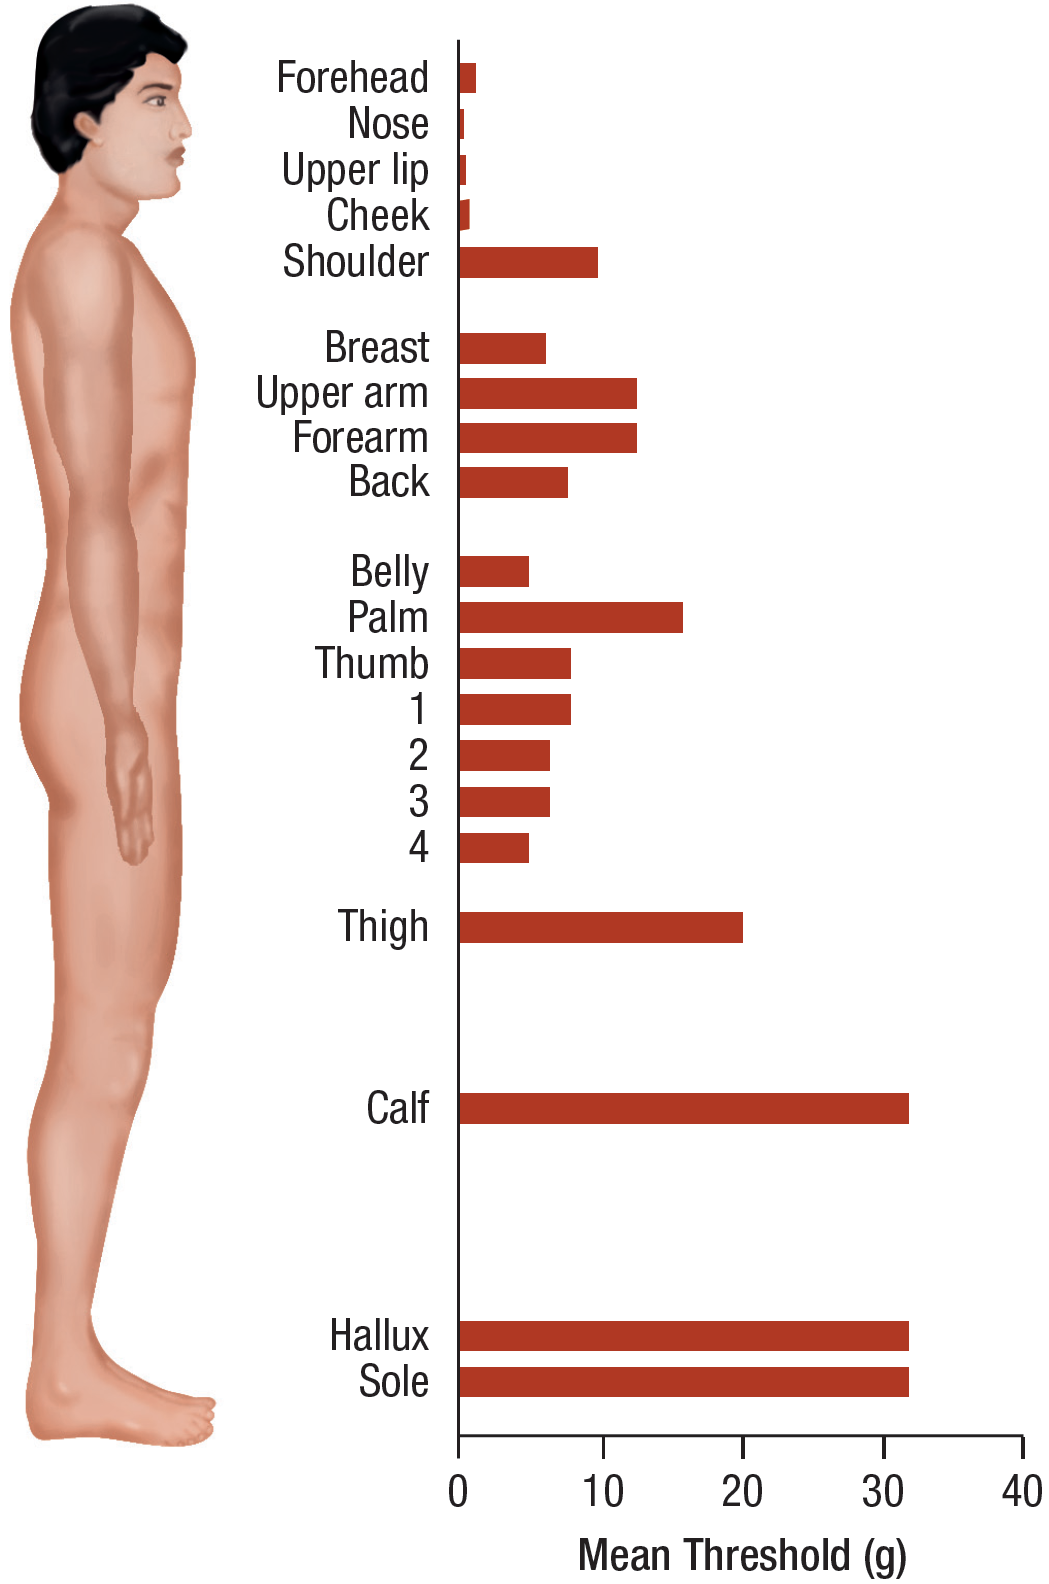 Forehead
Nose
Upper lip
Cheek
Shoulder
Breast
Upper arm
Forearm
Back
Belly
Palm
Thumb
1
2
3
4
Thigh
Calf
Hallux
Sole
0 10 20 30 40
Mean Threshold (g)